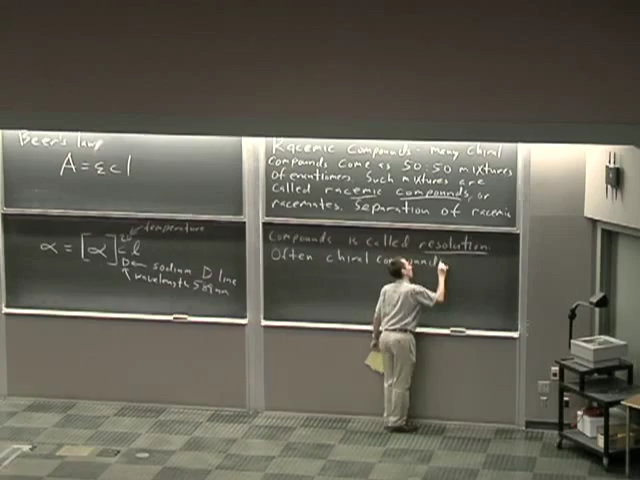 Beer's law
A = εcl
α = [α]
20 temperature
c l
D ← sodium D line
wavelength 589 nm
Racemic Compounds - Many Chiral
compounds come as 50:50 mixtures
of enantiomers. Such mixtures are
called racemic compounds, or
racemates. Separation of racemic
Compounds is called resolution
Often chiral compound